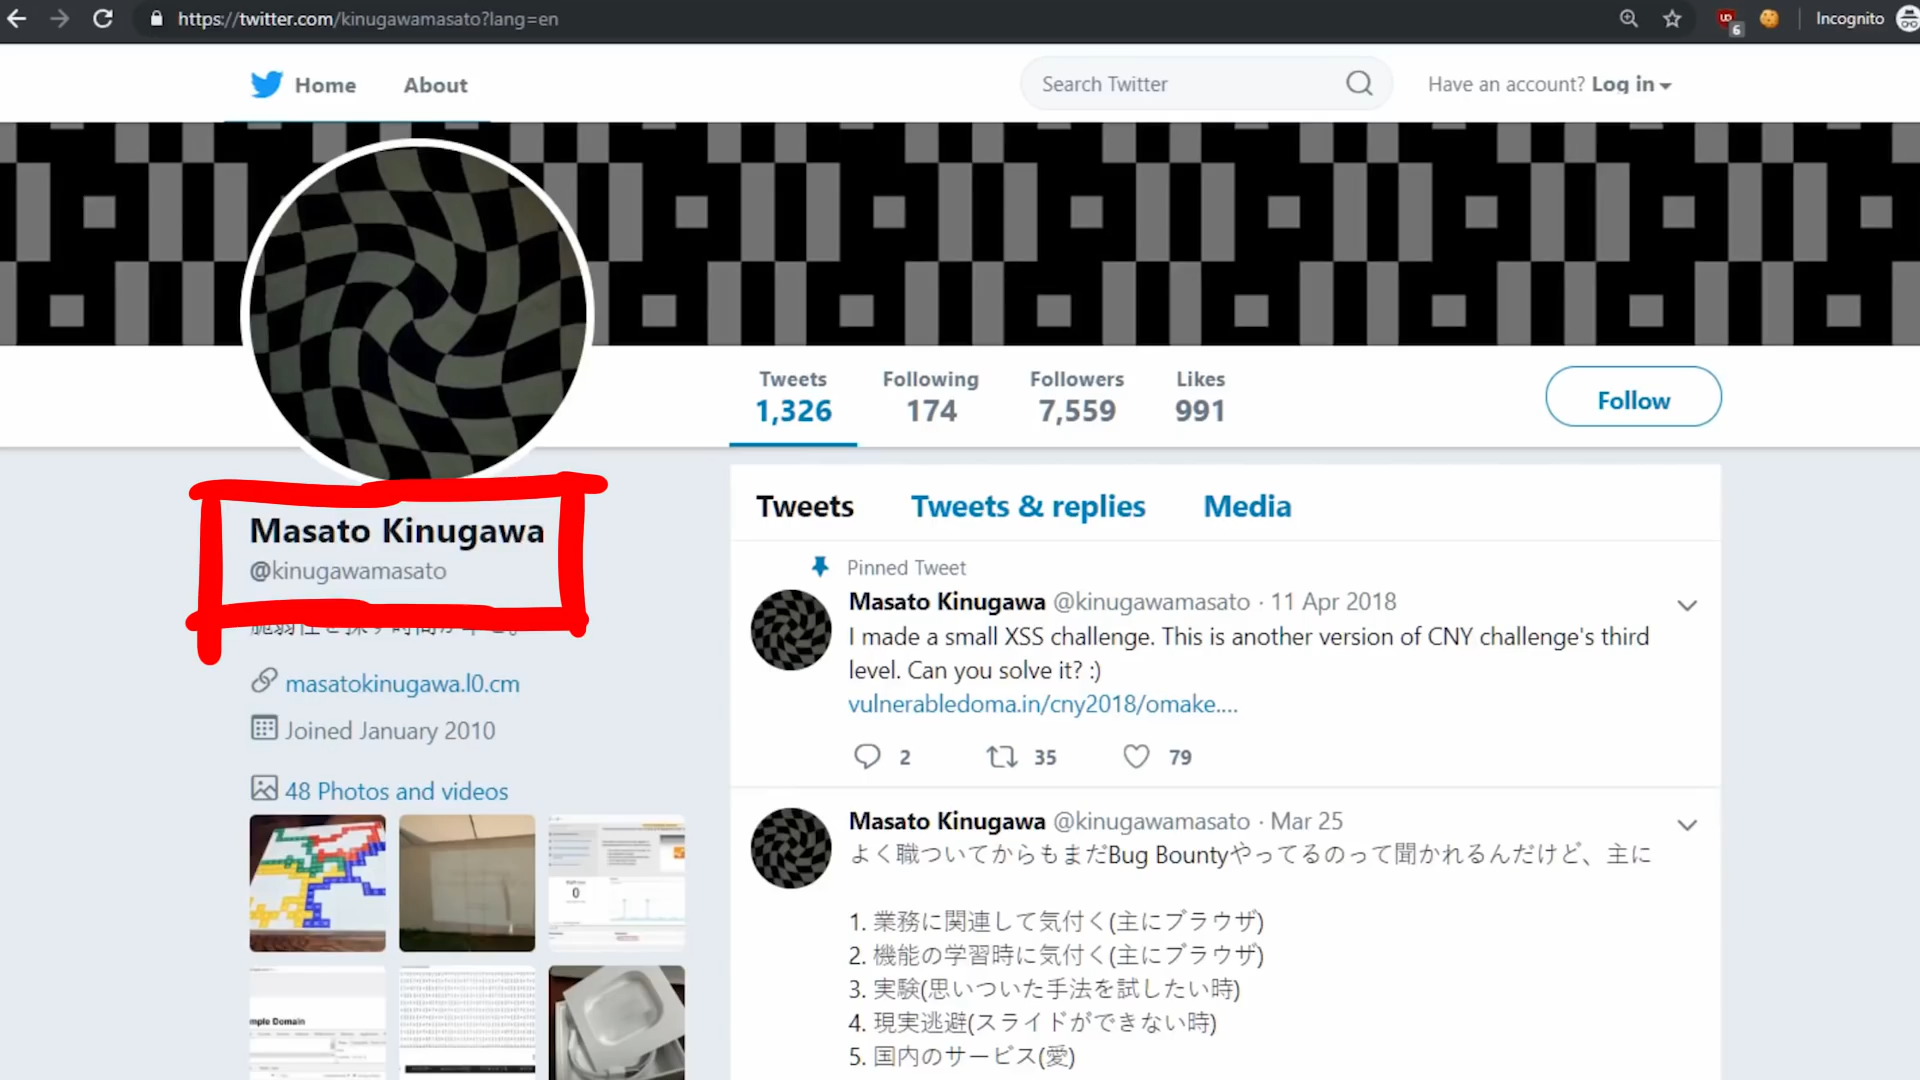 https://twitter.com/kinugawamasato?lang=en
6
Incognito
Home
About
Search Twitter
Have an account? Log in
Tweets
1,326
Following
174
Followers
7,559
Likes
991
Follow
Masato Kinugawa
@kinugawamasato
masatokinugawa.l0.cm
Joined January 2010
48 Photos and videos
Tweets
Tweets & replies
Media
Pinned Tweet
Masato Kinugawa @kinugawamasato · 11 Apr 2018
I made a small XSS challenge. This is another version of CNY challenge's third
level. Can you solve it? :)
vulnerabledoma.in/cny2018/omake....
2
35
79
Masato Kinugawa @kinugawamasato · Mar 25
よく職ついてからもまだBug Bountyやってるのって聞かれるんだけど、主に
1. 業務に関連して気付く(主にブラウザ)
2. 機能の学習時に気付く(主にブラウザ)
3. 実験(思いついた手法を試したい時)
4. 現実逃避(スライドができない時)
5. 国内のサービス(愛)